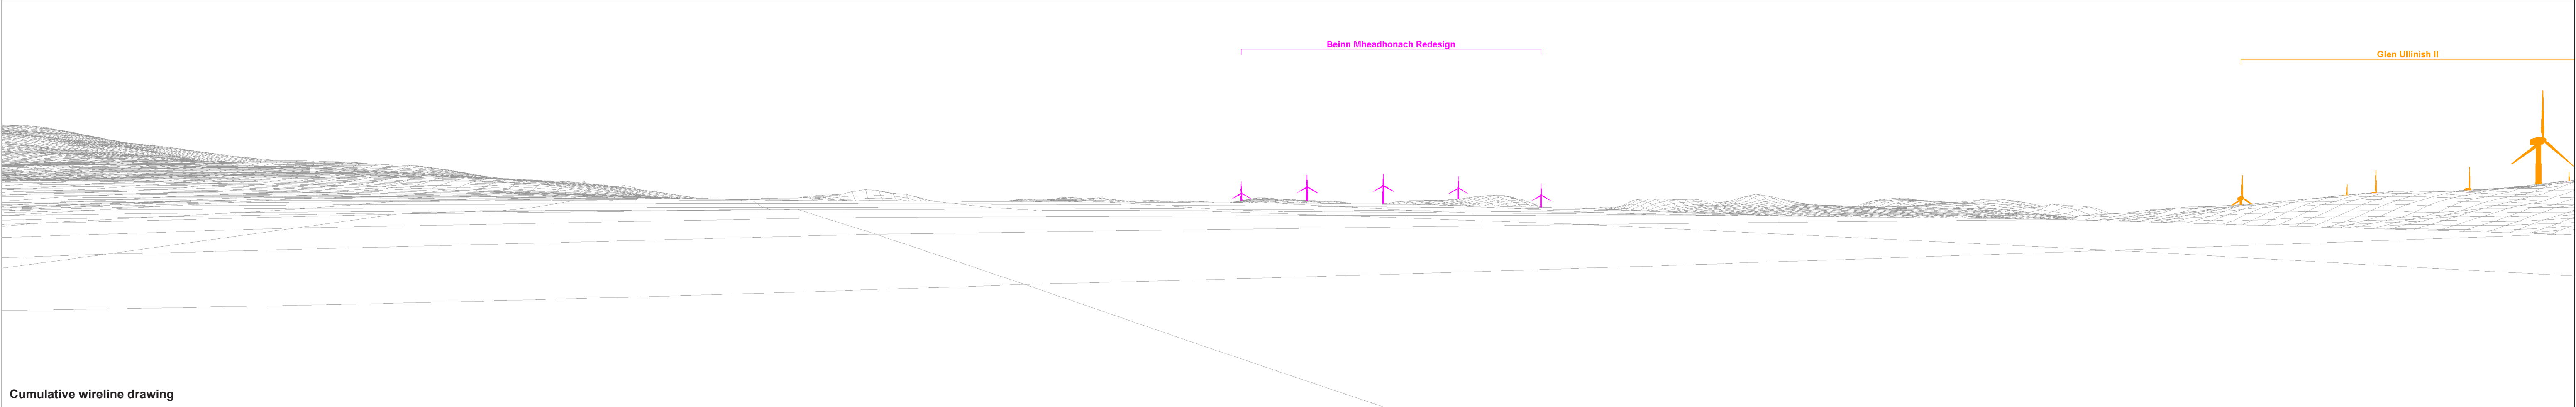 Beinn Mheadhonach Redesign
Glen Ullinish II
Cumulative wireline drawing